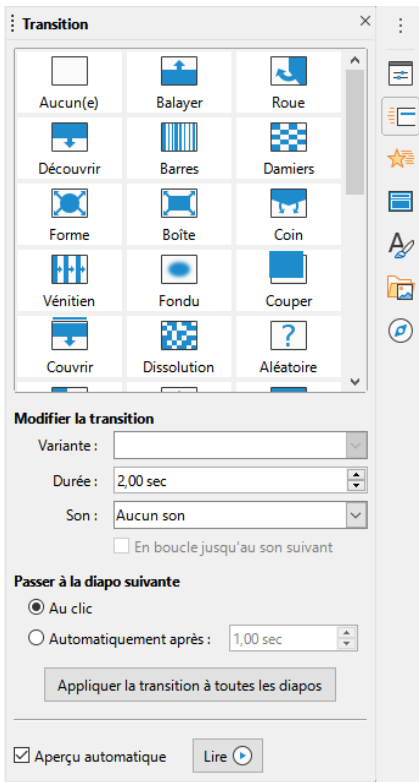 Transition
Aucun(e) Balayer Roue
Découvrir Barres Damiers
Forme Boîte Coin
Vénitien Fondu Couper
Couvrir Dissolution Aléatoire
Modifier la transition
Variante :
Durée : 2,00 sec
Son : Aucun son
En boucle jusqu'au son suivant
Passer à la diapo suivante
Au clic
Automatiquement après : 1,00 sec
Appliquer la transition à toutes les diapos
Aperçu automatique Lire